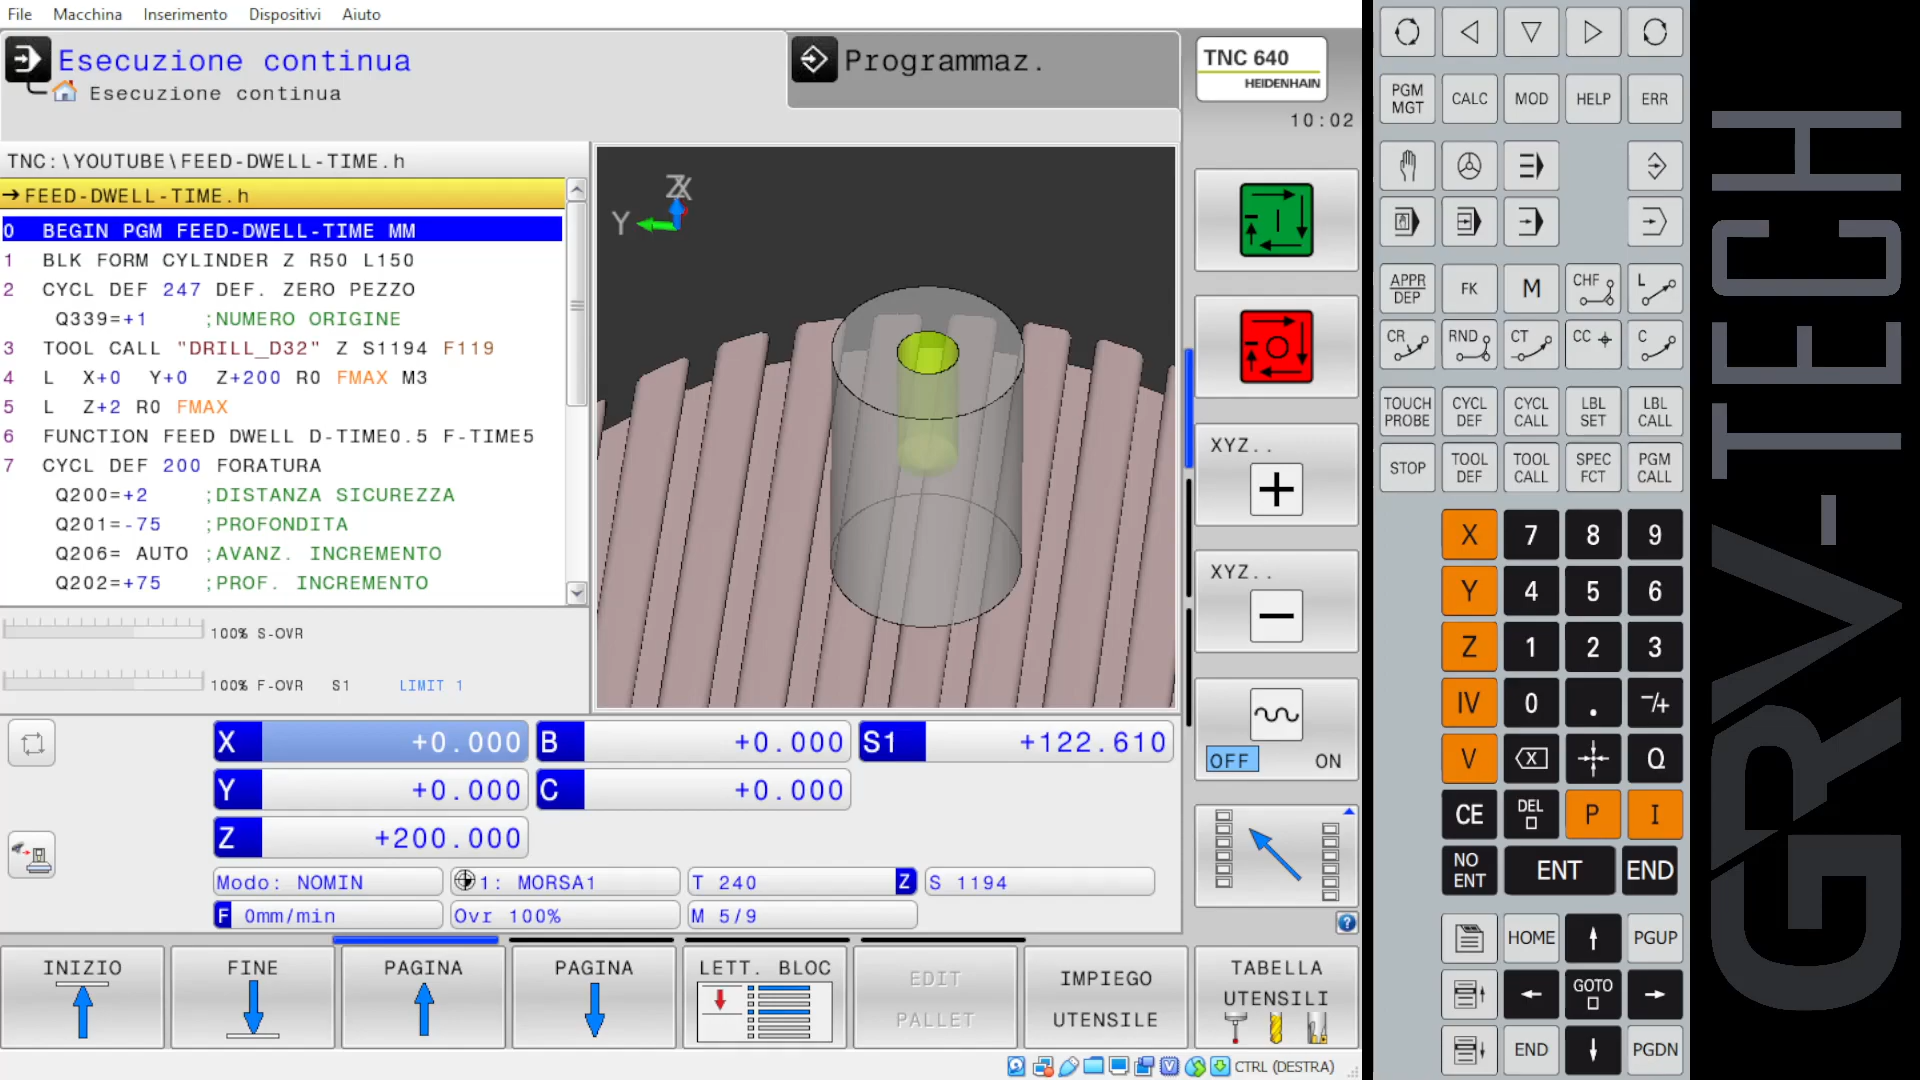 File Macchina Inserimento Dispositivi Aiuto
Esecuzione continua
Esecuzione continua
Programmaz.
TNC 640
HEIDENHAIN
10:02
TNC:\YOUTUBE\FEED-DWELL-TIME.h
→FEED-DWELL-TIME.h
0 BEGIN PGM FEED-DWELL-TIME MM
1 BLK FORM CYLINDER Z R50 L150
2 CYCL DEF 247 DEF. ZERO PEZZO
Q339=+1 ;NUMERO ORIGINE
3 TOOL CALL "DRILL_D32" Z S1194 F119
4 L X+0 Y+0 Z+200 R0 FMAX M3
5 L Z+2 R0 FMAX
6 FUNCTION FEED DWELL D-TIME0.5 F-TIME5
7 CYCL DEF 200 FORATURA
Q200=+2 ;DISTANZA SICUREZZA
Q201=-75 ;PROFONDITA
Q206= AUTO ;AVANZ. INCREMENTO
Q202=+75 ;PROF. INCREMENTO
100% S-OVR
100% F-OVR S1 LIMIT 1
Z X
Y
XYZ..
+
XYZ..
−
OFF ON
X +0.000 B +0.000 S1 +122.610
Y +0.000 C +0.000
Z +200.000
Modo: NOMIN 1: MORSA1 T 240 Z S 1194
F 0mm/min Ovr 100% M 5/9
INIZIO
FINE
PAGINA
PAGINA
LETT. BLOC
EDIT
PALLET
IMPIEGO
UTENSILE
TABELLA
UTENSILI
CTRL (DESTRA)
PGM MGT CALC MOD HELP ERR
APPR DEP FK M CHF L
CR RND CT CC C
TOUCH PROBE CYCL DEF CYCL CALL LBL SET LBL CALL
STOP TOOL DEF TOOL CALL SPEC FCT PGM CALL
X 7 8 9
Y 4 5 6
Z 1 2 3
IV 0 . −/+
V X Q
CE DEL P I
NO ENT ENT END
HOME ↑ PGUP
← GOTO →
END ↓ PGDN
GRV-TECH